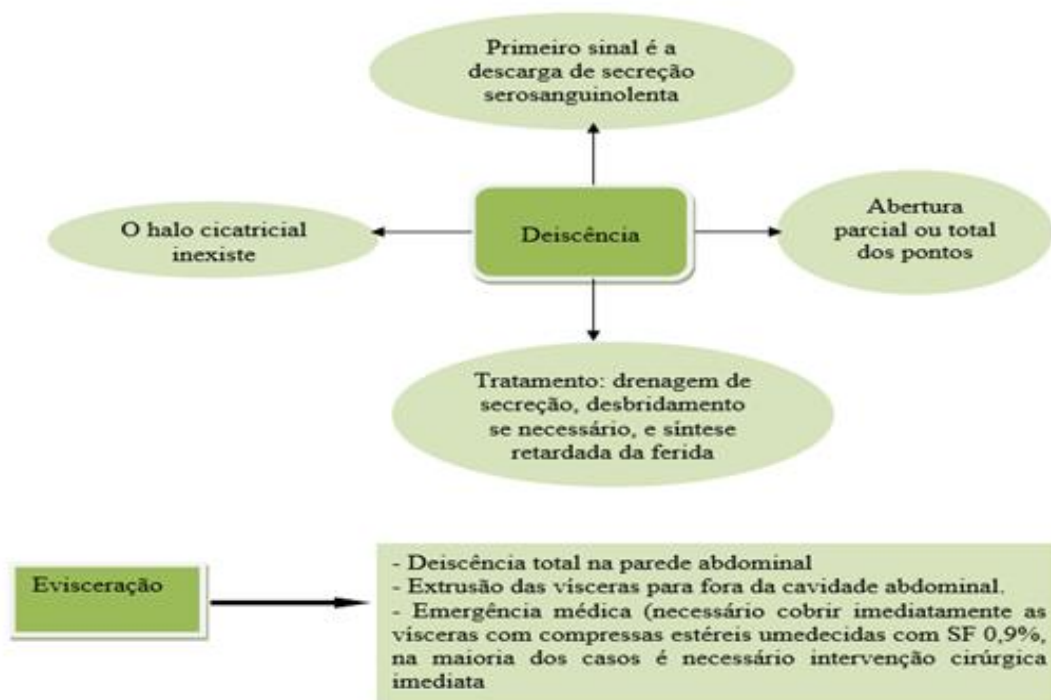 Primeiro sinal é a
descarga de secreção
serosanguinolenta
O halo cicatricial
inexiste
Deiscência
Abertura
parcial ou total
dos pontos
Tratamento: drenagem de
secreção, desbridamento
se necessário, e síntese
retardada da ferida
Evisceração
- Deiscência total na parede abdominal
- Extrusão das vísceras para fora da cavidade abdominal.
- Emergência médica (necessário cobrir imediatamente as
vísceras com compressas estéreis umedecidas com SF 0,9%,
na maioria dos casos é necessário intervenção cirúrgica
imediata